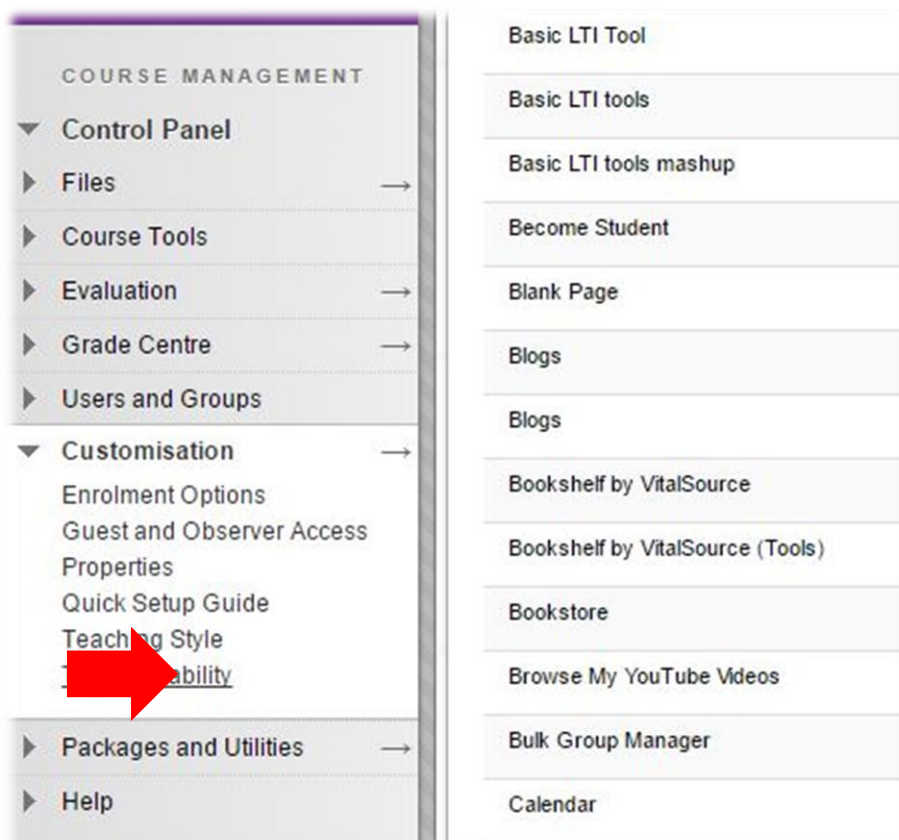 COURSE MANAGEMENT
Control Panel
Files
Course Tools
Evaluation
Grade Centre
Users and Groups
Customisation
Enrolment Options
Guest and Observer Access
Properties
Quick Setup Guide
Teaching Style
Packages and Utilities
Help
Basic LTI Tool
Basic LTI tools
Basic LTI tools mashup
Become Student
Blank Page
Blogs
Blogs
Bookshelf by VitalSource
Bookshelf by VitalSource (Tools)
Bookstore
Browse My YouTube Videos
Bulk Group Manager
Calendar